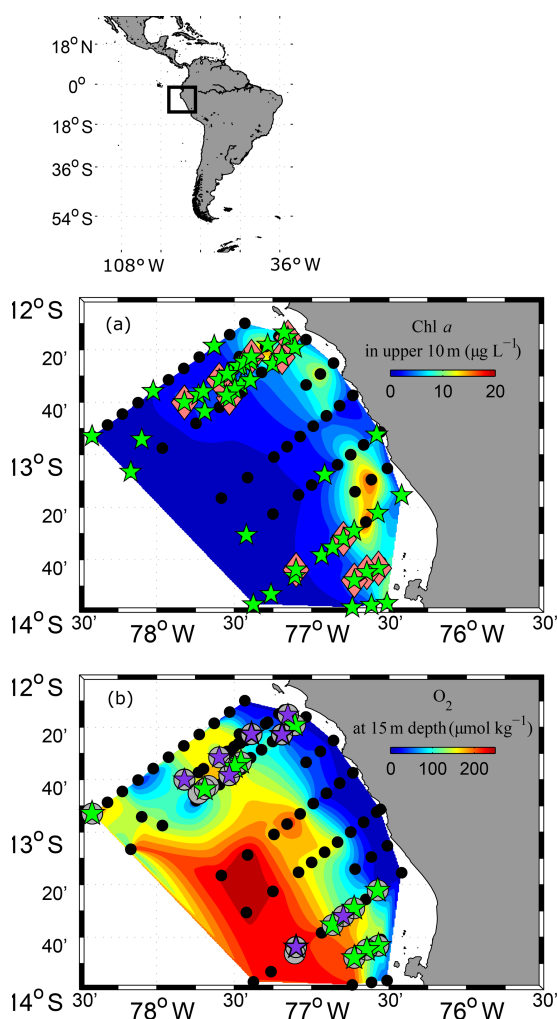 18°N
0°
18°S
36°S
54°S
108°W
36°W
12°S
(a)
Chl a
in upper 10 m (μg L⁻¹)
20'
0
10
20
40'
13°S
20'
40'
14°S
30'
78°W
30'
77°W
30'
76°W
30'
12°S
(b)
O₂
at 15 m depth (μmol kg⁻¹)
20'
0
100
200
40'
13°S
20'
40'
14°S
30'
78°W
30'
77°W
30'
76°W
30'